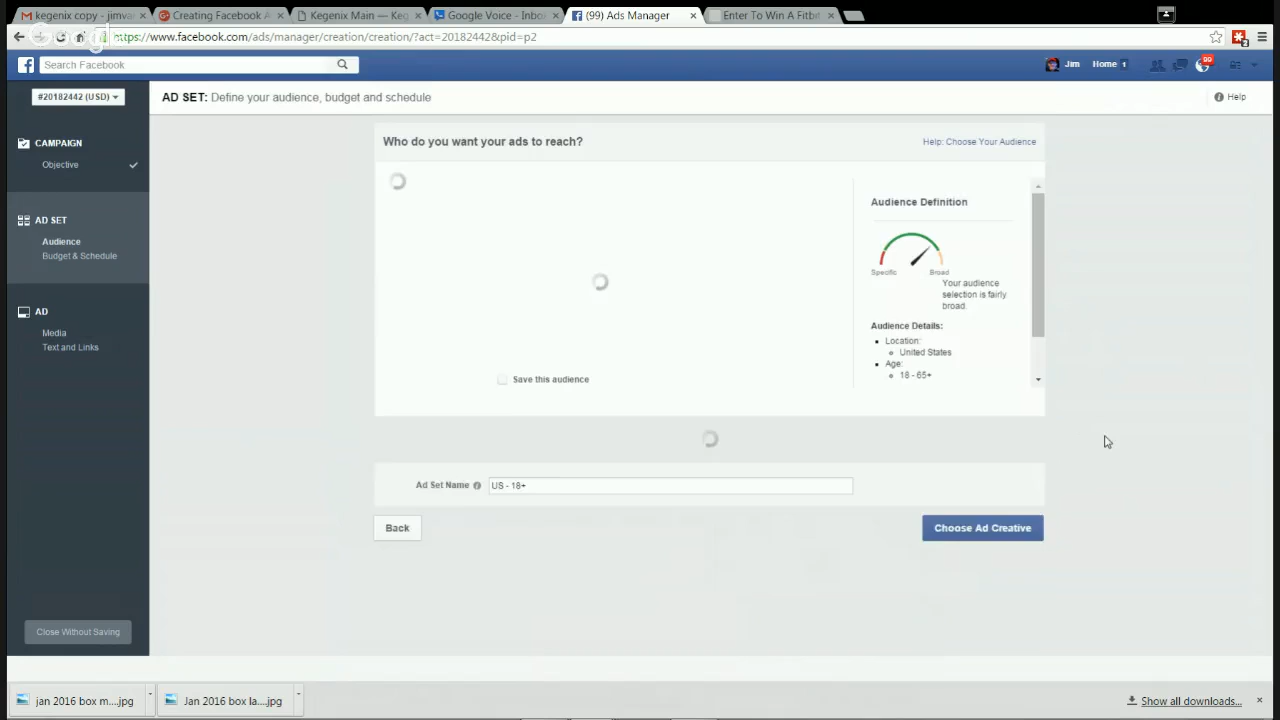 kegenix copy - jimvan
Creating Facebook A
Kegenix Main — Keg
Google Voice - Inbo
(99) Ads Manager
Enter To Win A Fitbit
https://www.facebook.com/ads/manager/creation/creation/?act=20182442&pid=p2
Search Facebook
Jim
Home 1
#20182442 (USD)
AD SET: Define your audience, budget and schedule
Help
CAMPAIGN
Objective
AD SET
Audience
Budget & Schedule
AD
Media
Text and Links
Close Without Saving
Who do you want your ads to reach?
Help: Choose Your Audience
Audience Definition
Specific
Broad
Your audience
selection is fairly
broad.
Audience Details:
Location:
United States
Age:
18 - 65+
Save this audience
Ad Set Name
US - 18+
Back
Choose Ad Creative
jan 2016 box m....jpg
Jan 2016 box la....jpg
Show all downloads...